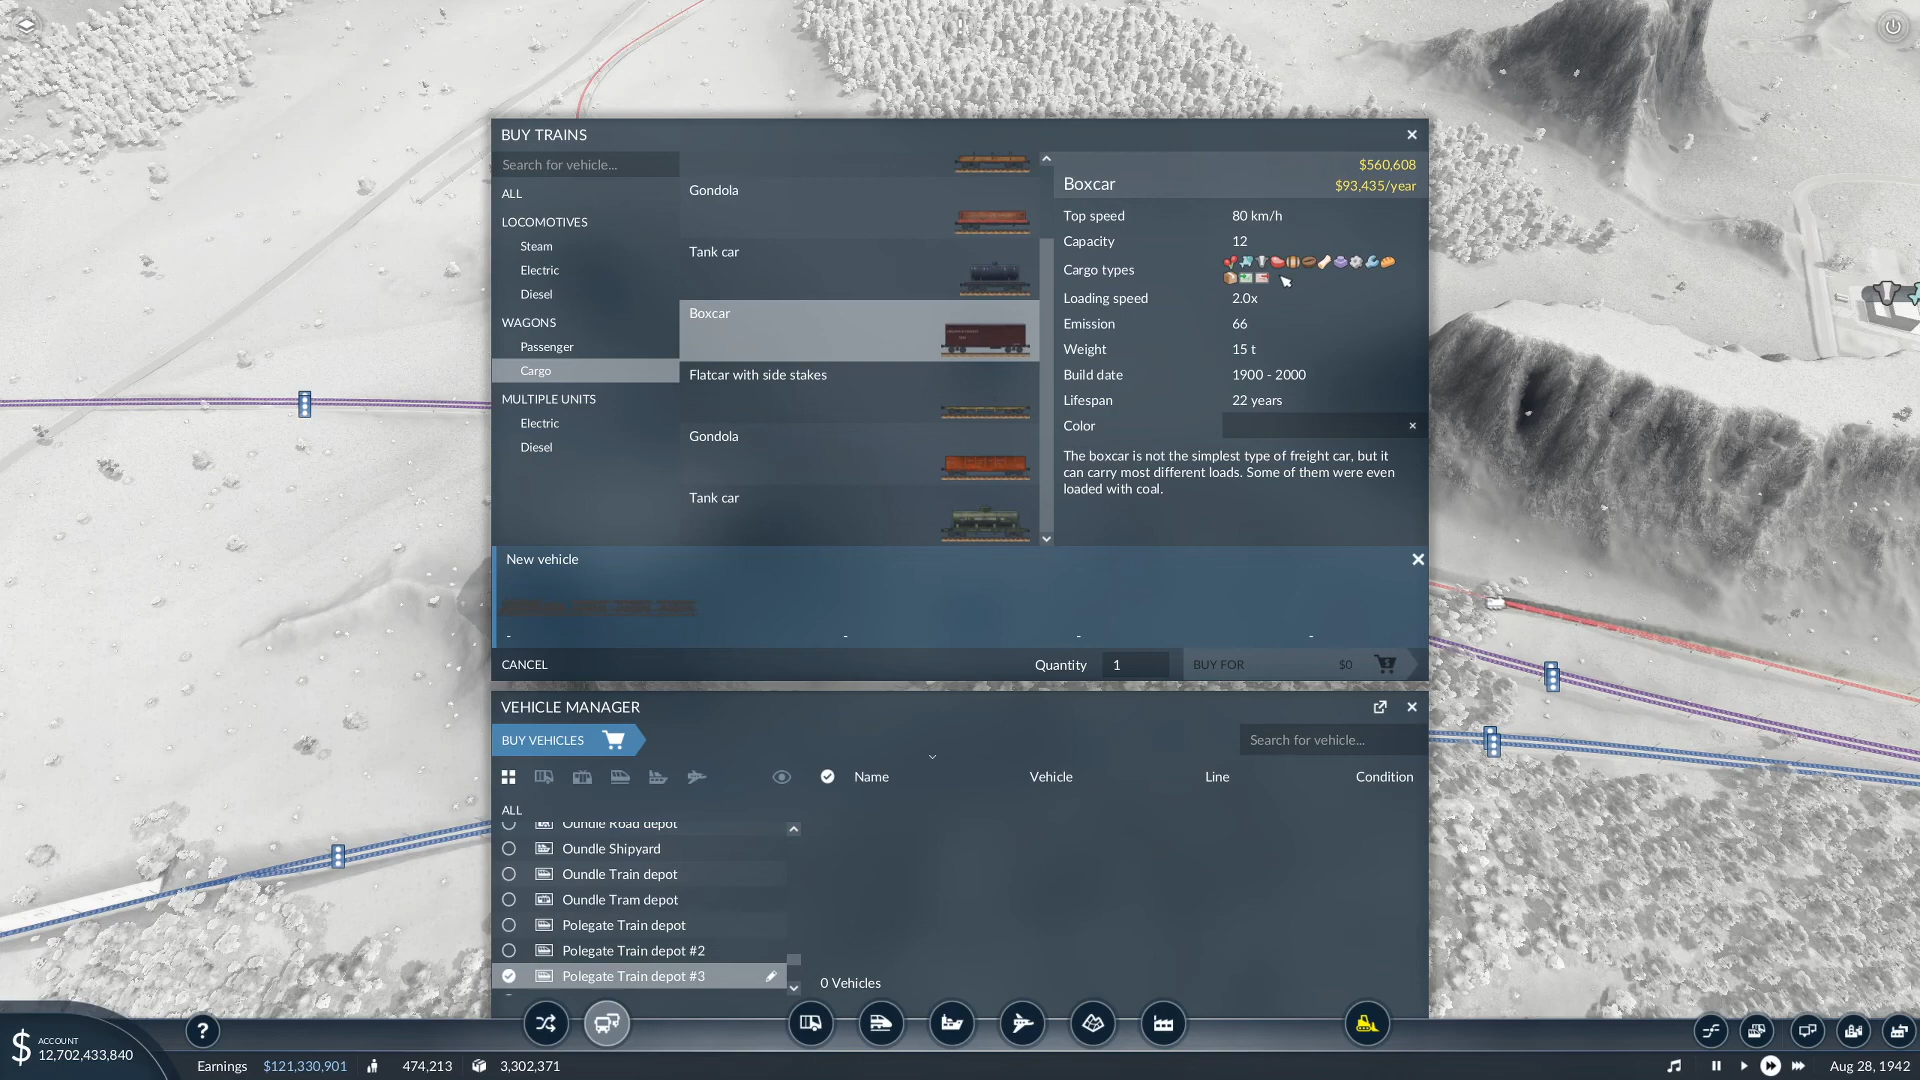 BUY TRAINS
Search for vehicle...
ALL
LOCOMOTIVES
Steam
Electric
Diesel
WAGONS
Passenger
Cargo
MULTIPLE UNITS
Electric
Diesel
Gondola
Tank car
Boxcar
Flatcar with side stakes
Gondola
Tank car
$560,608
Boxcar
$93,435/year
Top speed 80 km/h
Capacity 12
Cargo types
Loading speed 2.0x
Emission 66
Weight 15 t
Build date 1900 - 2000
Lifespan 22 years
Color
The boxcar is not the simplest type of freight car, but it
can carry most different loads. Some of them were even
loaded with coal.
New vehicle
- - - -
CANCEL
Quantity 1
BUY FOR $0
VEHICLE MANAGER
BUY VEHICLES
Search for vehicle...
Name Vehicle Line Condition
ALL
Oundle Road depot
Oundle Shipyard
Oundle Train depot
Oundle Tram depot
Polegate Train depot
Polegate Train depot #2
Polegate Train depot #3
0 Vehicles
$ ACCOUNT
12,702,433,840
?
Earnings $121,330,901 474,213 3,302,371
Aug 28, 1942